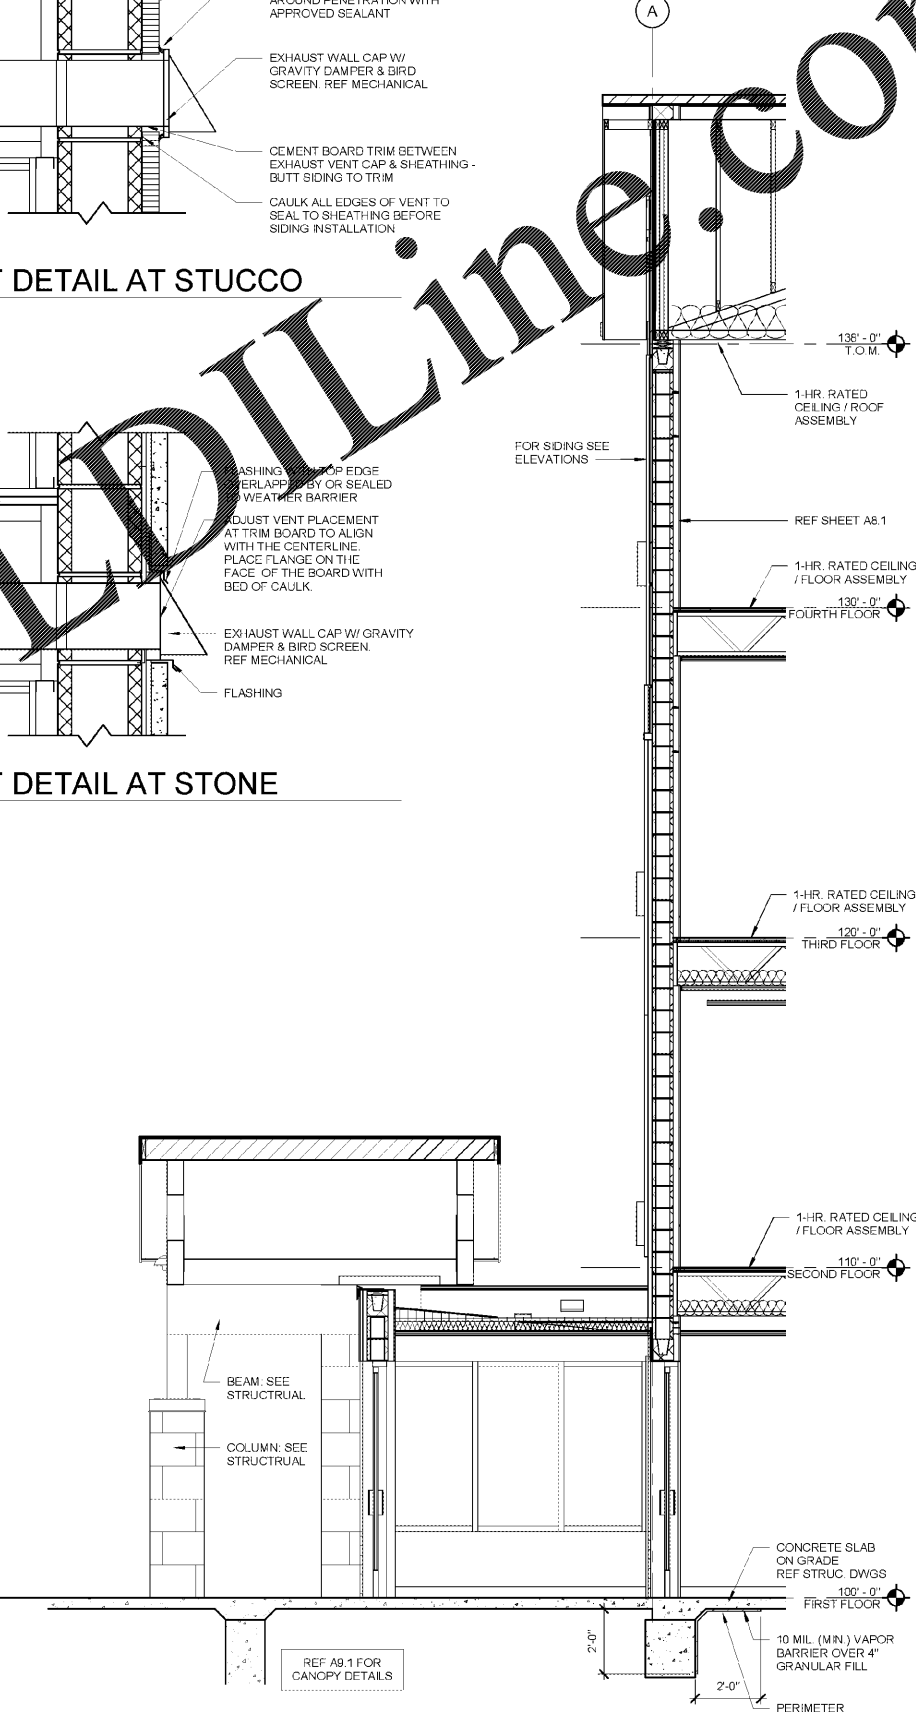 AROUND PENETRATION WITH
APPROVED SEALANT
EXHAUST WALL CAP W/
GRAVITY DAMPER & BIRD
SCREEN. REF MECHANICAL
CEMENT BOARD TRIM BETWEEN
EXHAUST VENT CAP & SHEATHING -
BUTT SIDING TO TRIM
CAULK ALL EDGES OF VENT TO
SEAL TO SHEATHING BEFORE
SIDING INSTALLATION
DETAIL AT STUCCO
FLASHING TOP EDGE
OVERLAPPED BY OR SEALED
TO WEATHER BARRIER
ADJUST VENT PLACEMENT
AT TRIM BOARD TO ALIGN
WITH THE CENTERLINE.
PLACE FLANGE ON THE
FACE OF THE BOARD WITH
BED OF CAULK.
EXHAUST WALL CAP W/ GRAVITY
DAMPER & BIRD SCREEN.
REF MECHANICAL
FLASHING
DETAIL AT STONE
LDILine.co
A
138' - 0"
T.O.M.
1-HR. RATED
CEILING / ROOF
ASSEMBLY
FOR SIDING SEE
ELEVATIONS
REF SHEET A8.1
1-HR. RATED CEILING
/ FLOOR ASSEMBLY
130' - 0"
FOURTH FLOOR
1-HR. RATED CEILING
/ FLOOR ASSEMBLY
120' - 0"
THIRD FLOOR
1-HR. RATED CEILING
/ FLOOR ASSEMBLY
110' - 0"
SECOND FLOOR
BEAM: SEE
STRUCTRUAL
COLUMN: SEE
STRUCTRUAL
CONCRETE SLAB
ON GRADE
REF STRUC. DWGS
100' - 0"
FIRST FLOOR
10 MIL. (MIN.) VAPOR
BARRIER OVER 4"
GRANULAR FILL
2'-0"
2'-0"
PERIMETER
REF A9.1 FOR
CANOPY DETAILS